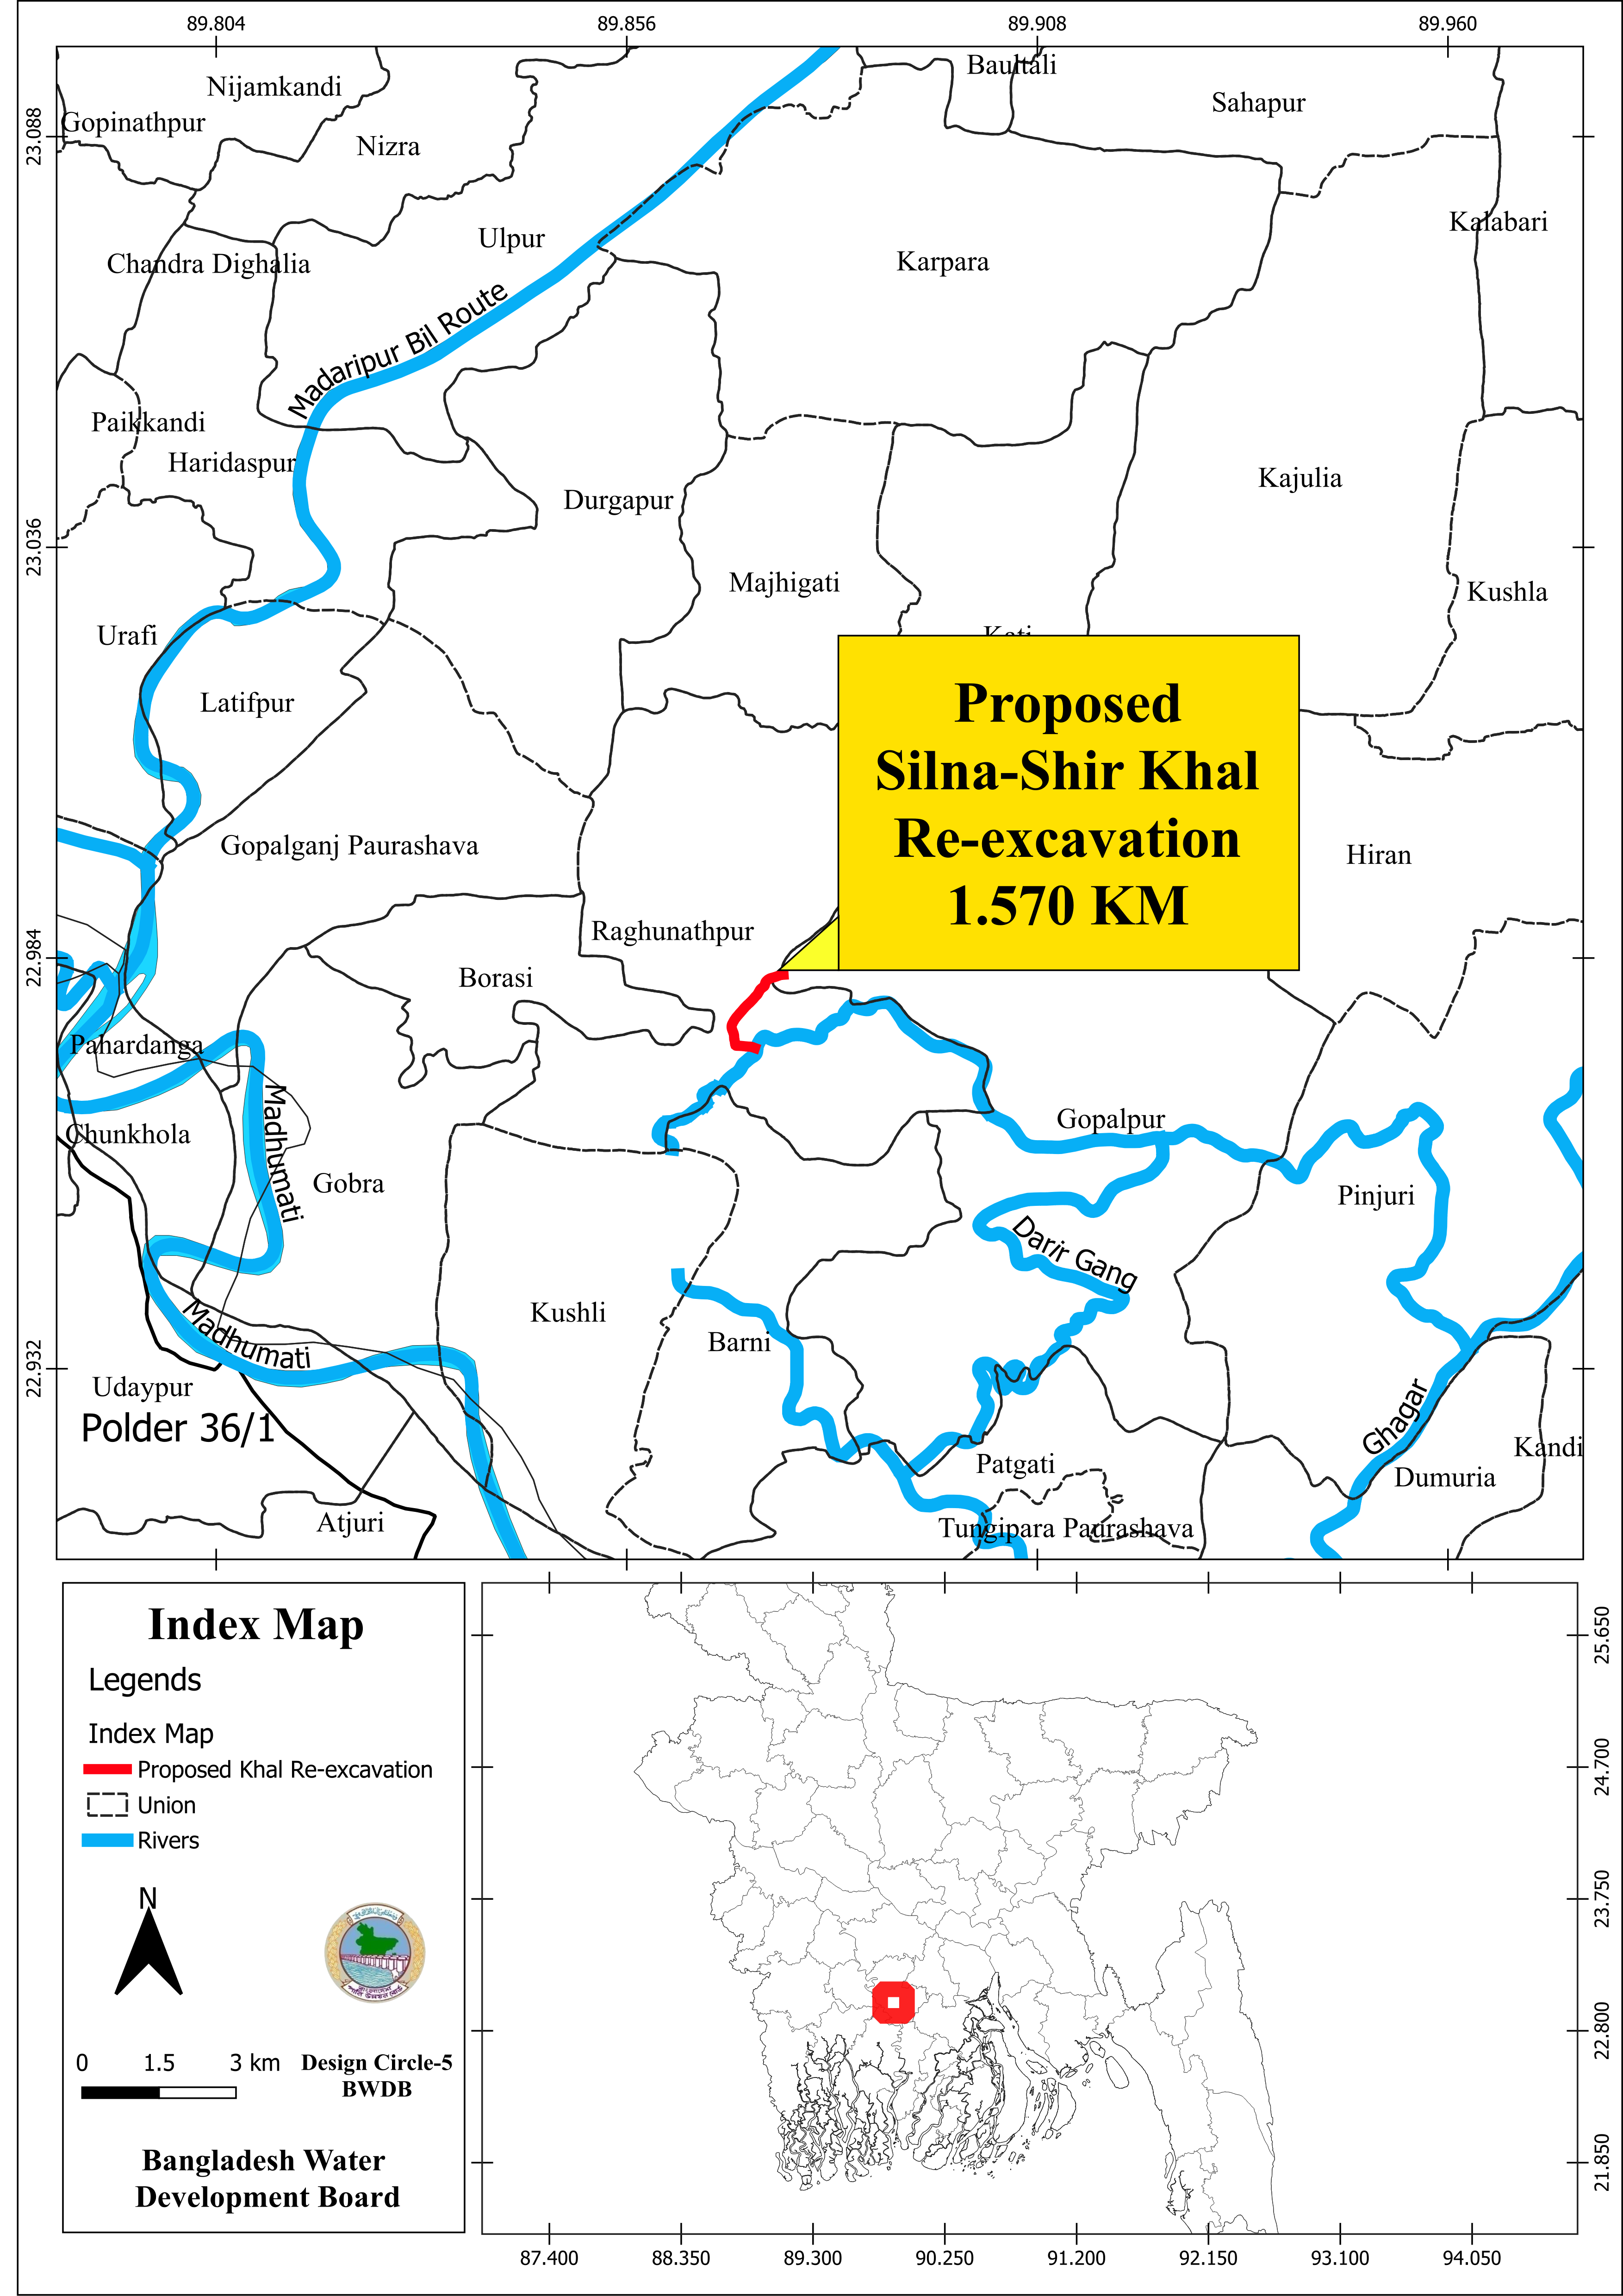 89.804
89.856
89.908
89.960
23.088
23.036
22.984
22.932
Nijamkandi
Gopinathpur
Nizra
Baultali
Sahapur
Kalabari
Ulpur
Chandra Dighalia
Karpara
Madaripur Bil Route
Paikkandi
Haridaspur
Durgapur
Kajulia
Majhigati
Kushla
Urafi
Kati
Latifpur
Proposed
Silna-Shir Khal
Re-excavation
1.570 KM
Gopalganj Paurashava
Hiran
Raghunathpur
Borasi
Pahardanga
Madhumati
Chunkhola
Gopalpur
Gobra
Pinjuri
Darir Gang
Kushli
Barni
Madhumati
Udaypur
Polder 36/1
Ghagar
Kandi
Patgati
Dumuria
Atjuri
Tungipara Paurashava
Index Map
Legends
Index Map
Proposed Khal Re-excavation
Union
Rivers
N
0 1.5 3 km
Design Circle-5
BWDB
Bangladesh Water
Development Board
25.650
24.700
23.750
22.800
21.850
87.400
88.350
89.300
90.250
91.200
92.150
93.100
94.050